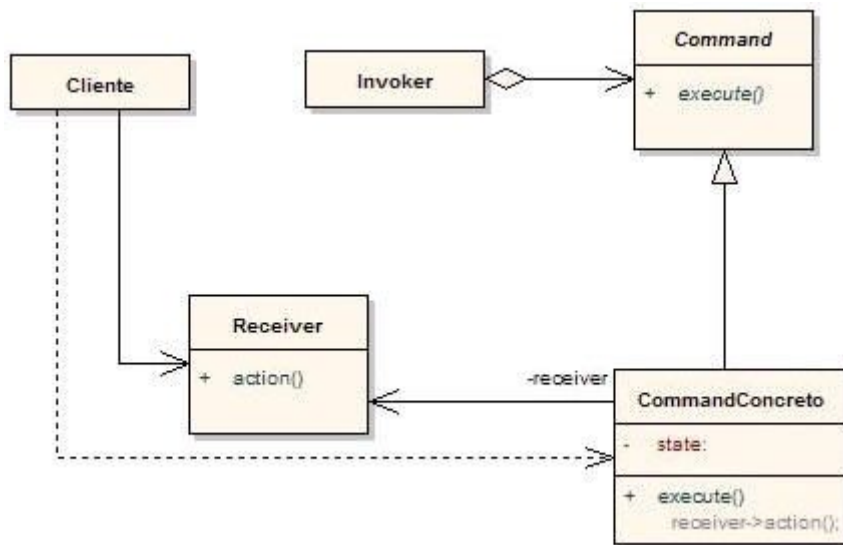 Cliente
Invoker
Command
+ execute()
Receiver
+ action()
-receiver
CommandConcreto
- state:
+ execute()
receiver->action();